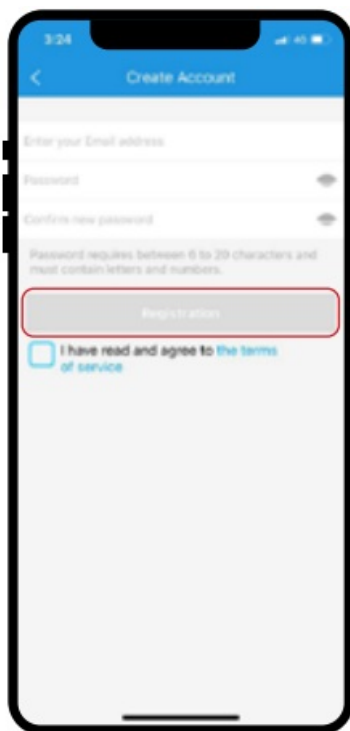 3:24
4G
Create Account
Enter your Email address
Password
Confirm new password
Password requires between 6 to 20 characters and
must contain letters and numbers.
Registration
I have read and agree to the terms
of service